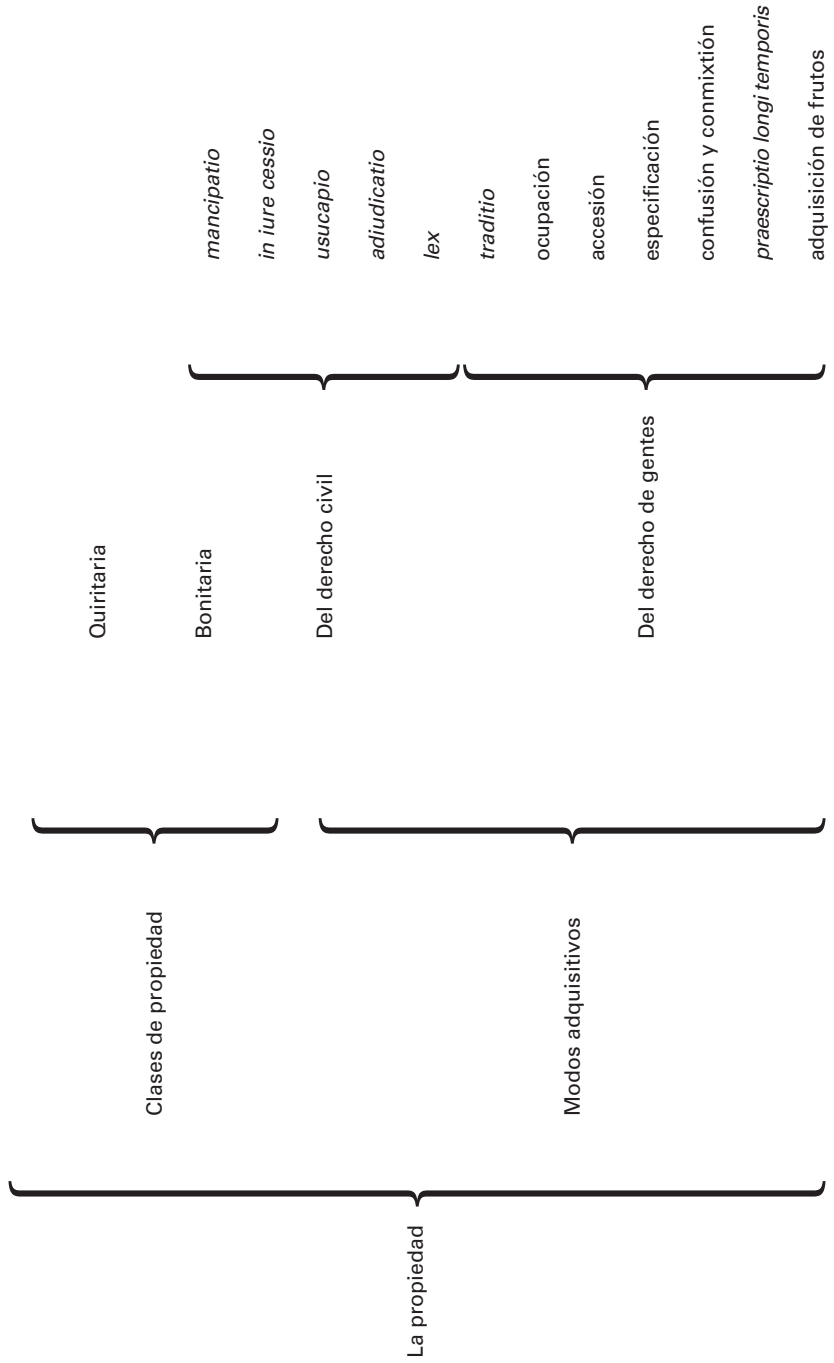 La propiedad
Clases de propiedad
Quiritaria
Bonitaria
Modos adquisitivos
Del derecho civil
mancipatio
in iure cessio
usucapio
adiudicatio
lex
Del derecho de gentes
traditio
ocupación
accesión
especificación
confusión y conmixtión
praescriptio longi temporis
adquisición de frutos